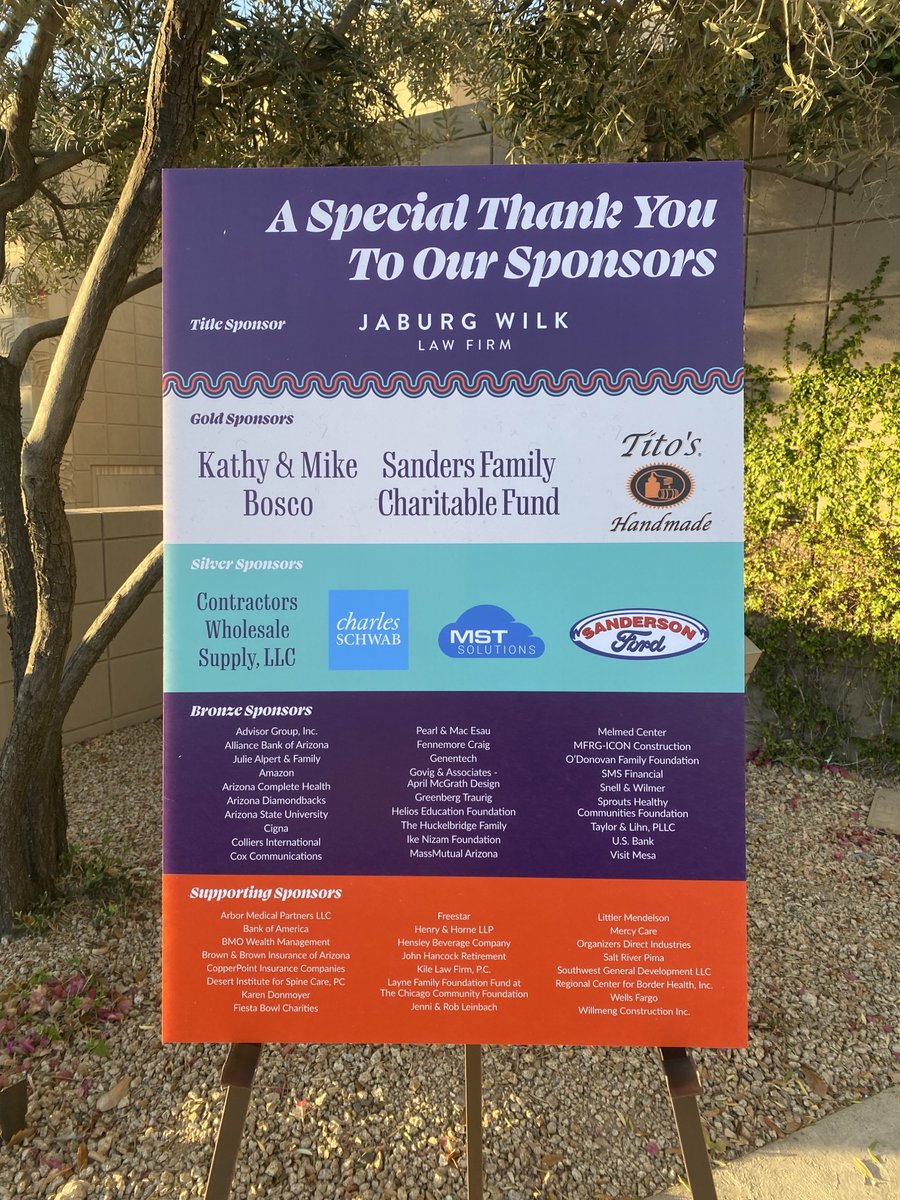 A Special Thank You
To Our Sponsors
Title Sponsor
JABURG WILK
LAW FIRM
Gold Sponsors
Kathy & Mike
Bosco
Sanders Family
Charitable Fund
Tito's®
Handmade
Silver Sponsors
Contractors
Wholesale
Supply, LLC
charles
SCHWAB
MST
SOLUTIONS
SANDERSON
Ford
Bronze Sponsors
Advisor Group, Inc.
Alliance Bank of Arizona
Julie Alpert & Family
Amazon
Arizona Complete Health
Arizona Diamondbacks
Arizona State University
Cigna
Colliers International
Cox Communications
Pearl & Mac Esau
Fennemore Craig
Genentech
Govig & Associates -
April McGrath Design
Greenberg Traurig
Helios Education Foundation
The Huckelbridge Family
Ike Nizam Foundation
MassMutual Arizona
Melmed Center
MFRG-ICON Construction
O'Donovan Family Foundation
SMS Financial
Snell & Wilmer
Sprouts Healthy
Communities Foundation
Taylor & Lihn, PLLC
U.S. Bank
Visit Mesa
Supporting Sponsors
Arbor Medical Partners LLC
Bank of America
BMO Wealth Management
Brown & Brown Insurance of Arizona
CopperPoint Insurance Companies
Desert Institute for Spine Care, PC
Karen Donmoyer
Fiesta Bowl Charities
Freestar
Henry & Horne LLP
Hensley Beverage Company
John Hancock Retirement
Kile Law Firm, P.C.
Layne Family Foundation Fund at
The Chicago Community Foundation
Jenni & Rob Leinbach
Littler Mendelson
Mercy Care
Organizers Direct Industries
Salt River Pima
Southwest General Development LLC
Regional Center for Border Health, Inc.
Wells Fargo
Willmeng Construction Inc.